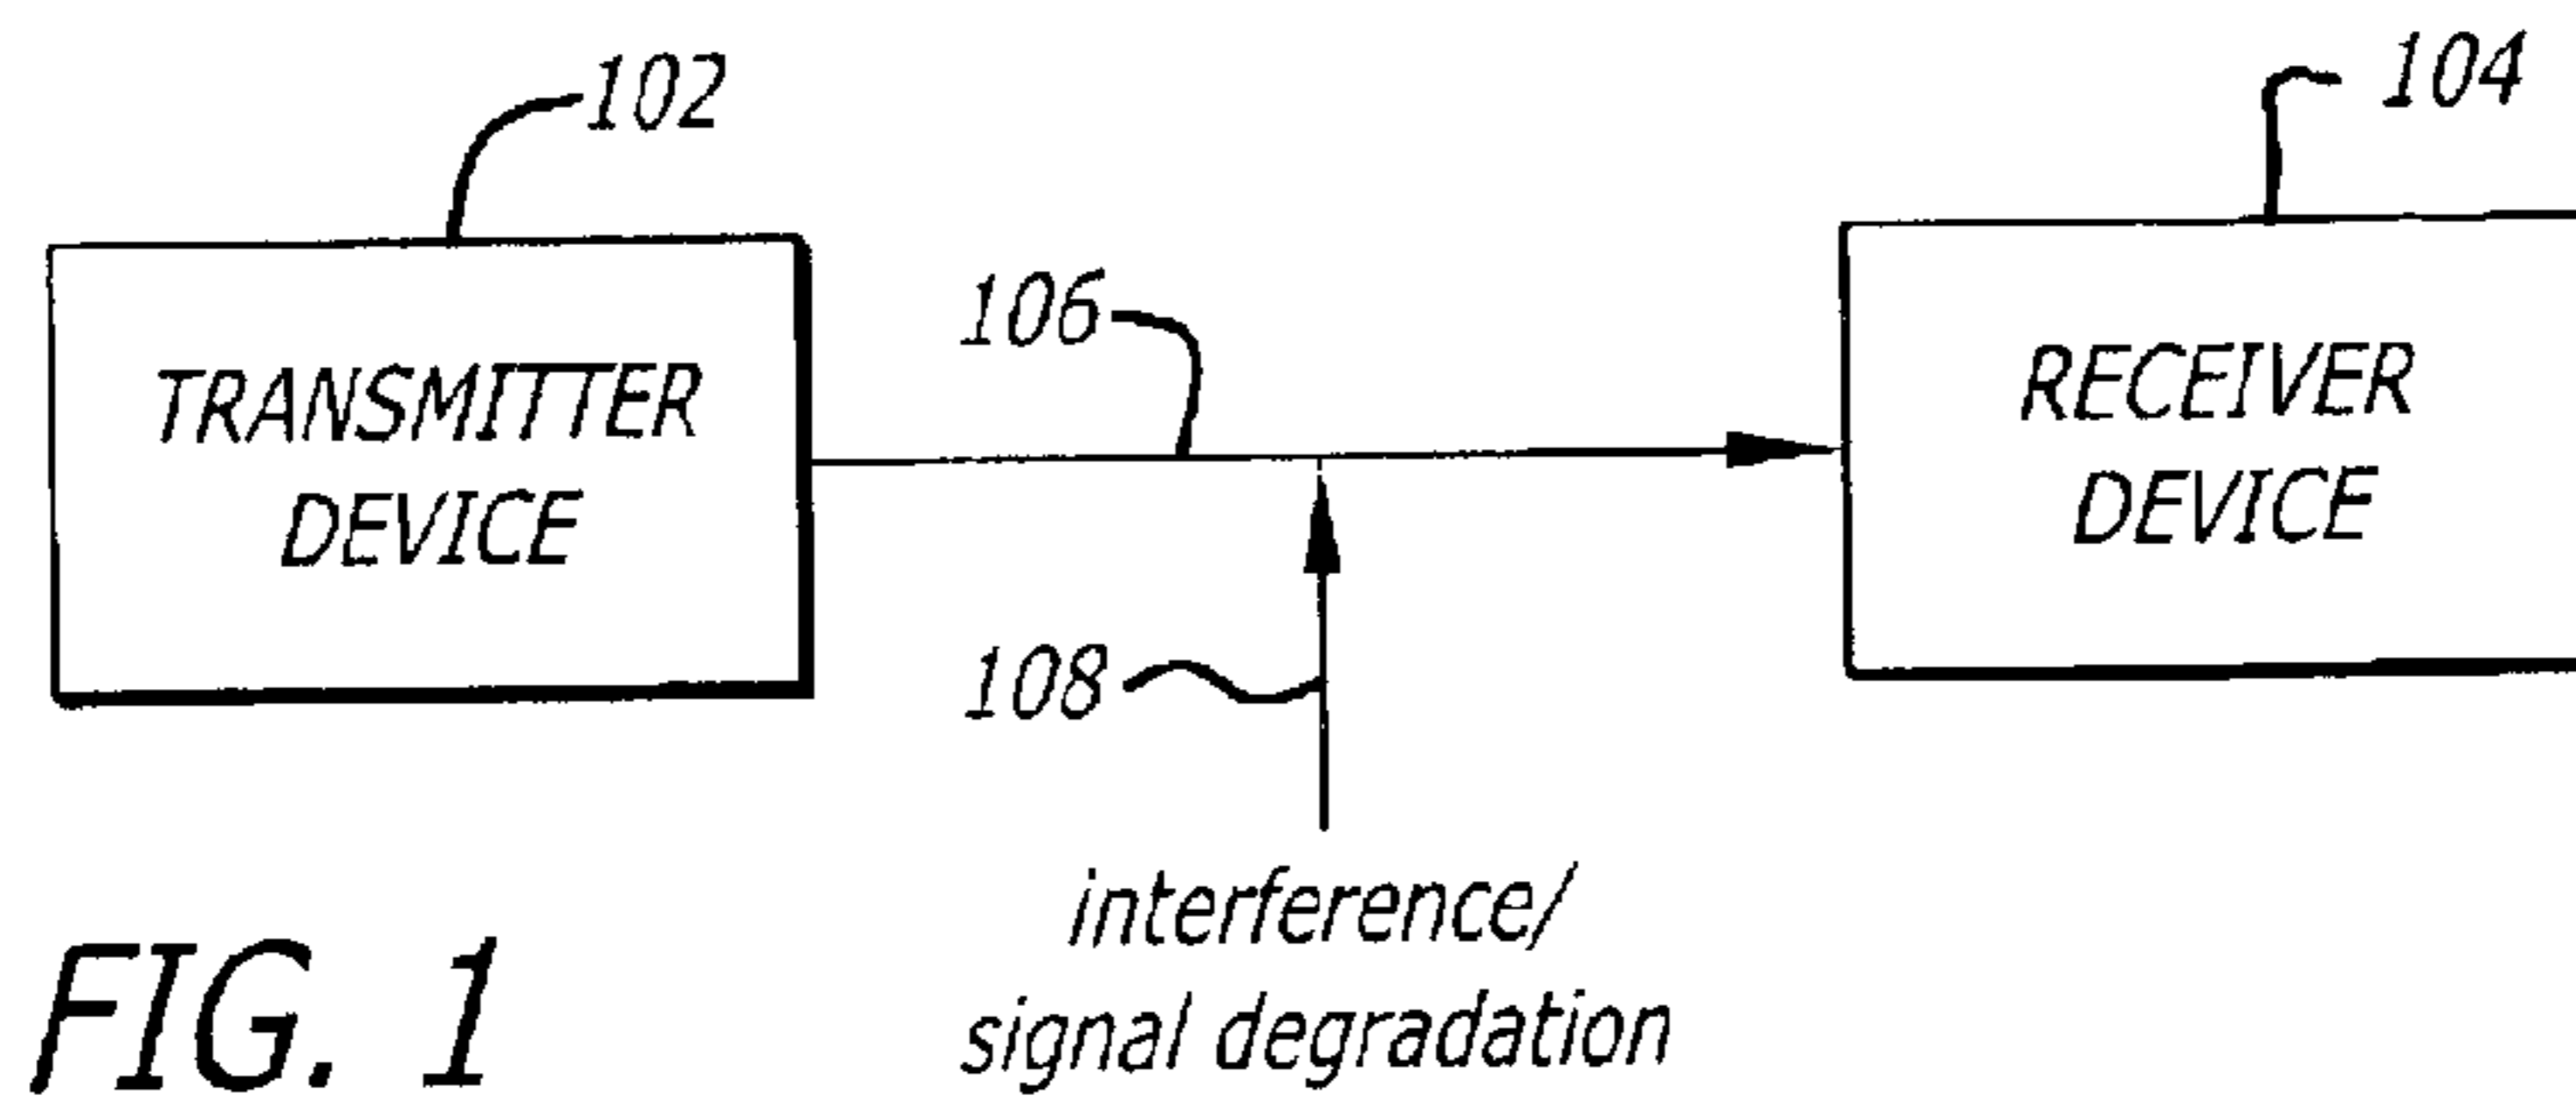 102
104
106
TRANSMITTER
DEVICE
RECEIVER
DEVICE
108
interference/
signal degradation
FIG. 1